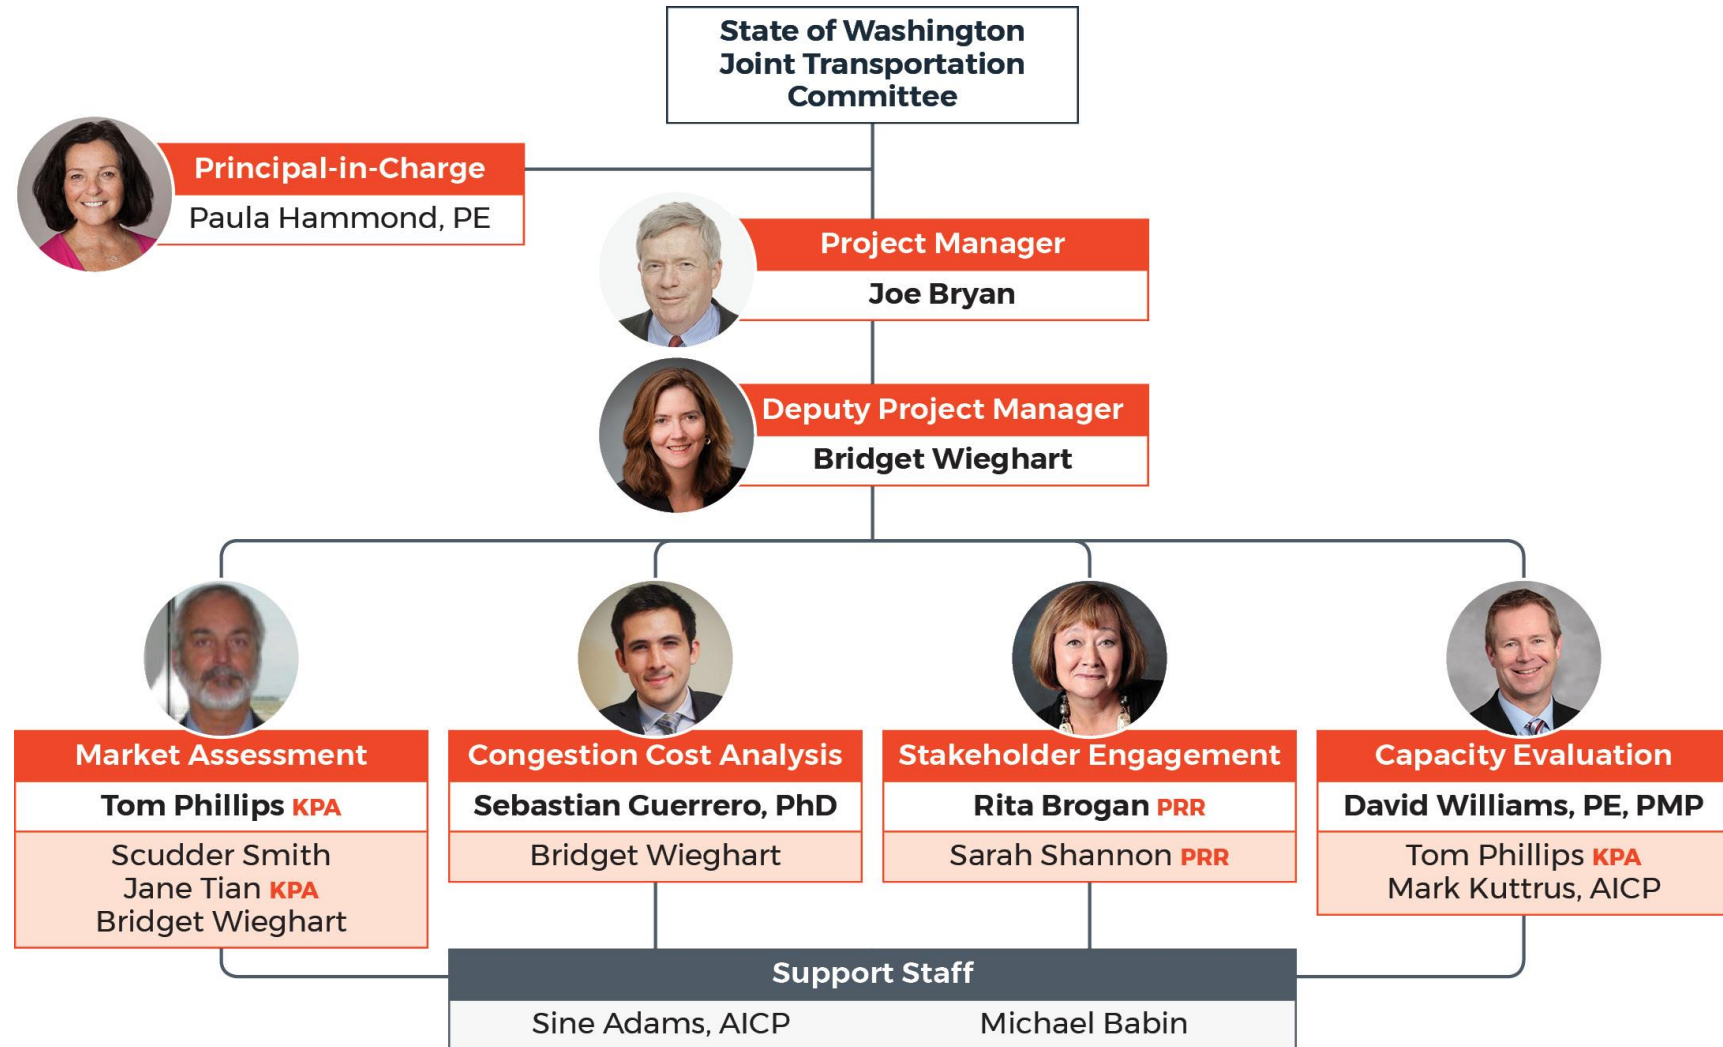 State of Washington
Joint Transportation
Committee
Principal-in-Charge
Paula Hammond, PE
Project Manager
Joe Bryan
Deputy Project Manager
Bridget Wieghart
Market Assessment
Tom Phillips KPA
Scudder Smith
Jane Tian KPA
Bridget Wieghart
Congestion Cost Analysis
Sebastian Guerrero, PhD
Bridget Wieghart
Stakeholder Engagement
Rita Brogan PRR
Sarah Shannon PRR
Capacity Evaluation
David Williams, PE, PMP
Tom Phillips KPA
Mark Kuttrus, AICP
Support Staff
Sine Adams, AICP
Michael Babin